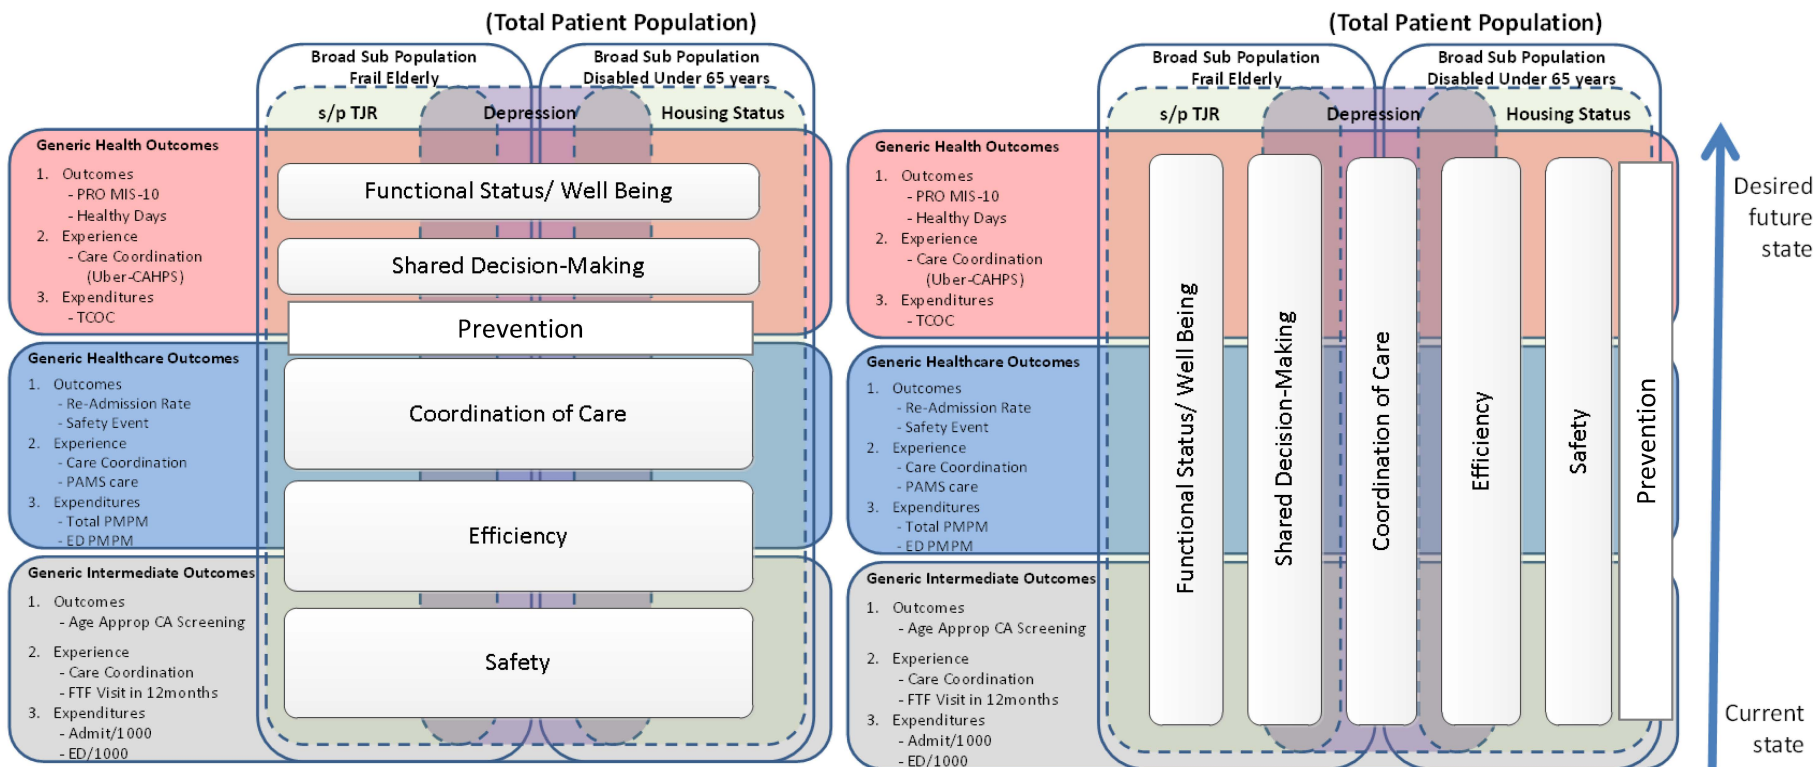 (Total Patient Population)
Broad Sub Population
Frail Elderly
Broad Sub Population
Disabled Under 65 years
s/p TJR
Depression
Housing Status
Generic Health Outcomes
1. Outcomes
- PRO MIS-10
- Healthy Days
2. Experience
- Care Coordination
(Uber-CAHPS)
3. Expenditures
- TCOC
Functional Status/ Well Being
Shared Decision-Making
Prevention
Generic Healthcare Outcomes
1. Outcomes
- Re-Admission Rate
- Safety Event
2. Experience
- Care Coordination
- PAMS care
3. Expenditures
- Total PMPM
- ED PMPM
Coordination of Care
Efficiency
Generic Intermediate Outcomes
1. Outcomes
- Age Approp CA Screening
2. Experience
- Care Coordination
- FTF Visit in 12months
3. Expenditures
- Admit/1000
- ED/1000
Safety
(Total Patient Population)
Broad Sub Population
Frail Elderly
Broad Sub Population
Disabled Under 65 years
s/p TJR
Depression
Housing Status
Generic Health Outcomes
1. Outcomes
- PRO MIS-10
- Healthy Days
2. Experience
- Care Coordination
(Uber-CAHPS)
3. Expenditures
- TCOC
Generic Healthcare Outcomes
1. Outcomes
- Re-Admission Rate
- Safety Event
2. Experience
- Care Coordination
- PAMS care
3. Expenditures
- Total PMPM
- ED PMPM
Generic Intermediate Outcomes
1. Outcomes
- Age Approp CA Screening
2. Experience
- Care Coordination
- FTF Visit in 12months
3. Expenditures
- Admit/1000
- ED/1000
Functional Status/ Well Being
Shared Decision-Making
Coordination of Care
Efficiency
Safety
Prevention
Desired
future
state
Current
state